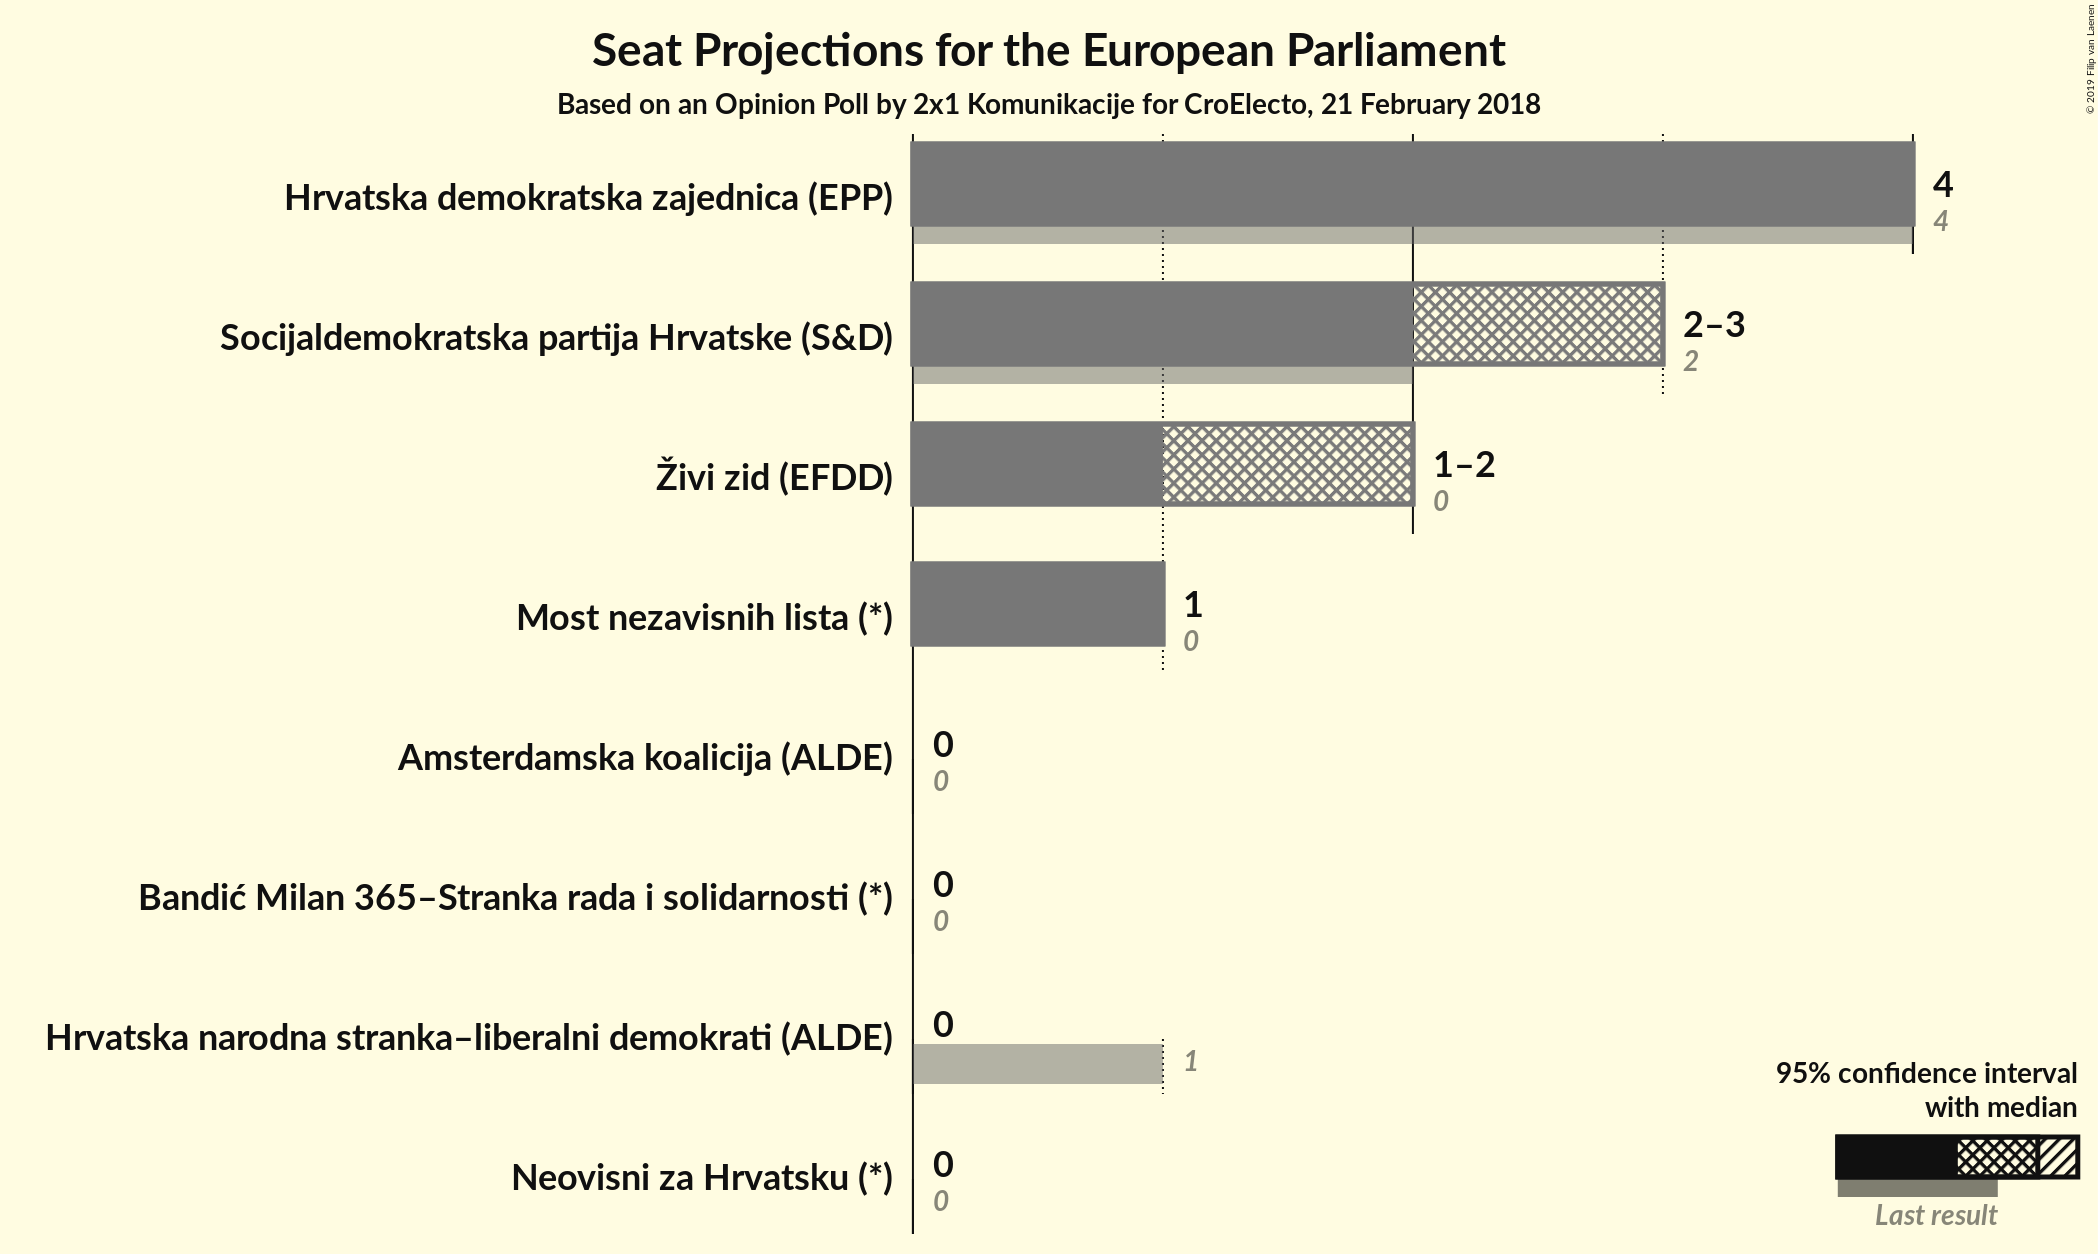 Seat Projections for the European Parliament
Based on an Opinion Poll by 2x1 Komunikacije for CroElecto, 21 February 2018
© 2019 Filip van Laenen
Hrvatska demokratska zajednica (EPP)
4
4
Socijaldemokratska partija Hrvatske (S&D)
2–3
2
Živi zid (EFDD)
1–2
0
Most nezavisnih lista (*)
1
0
Amsterdamska koalicija (ALDE)
0
0
Bandić Milan 365–Stranka rada i solidarnosti (*)
0
0
Hrvatska narodna stranka–liberalni demokrati (ALDE)
0
1
Neovisni za Hrvatsku (*)
0
0
95% confidence interval
with median
Last result